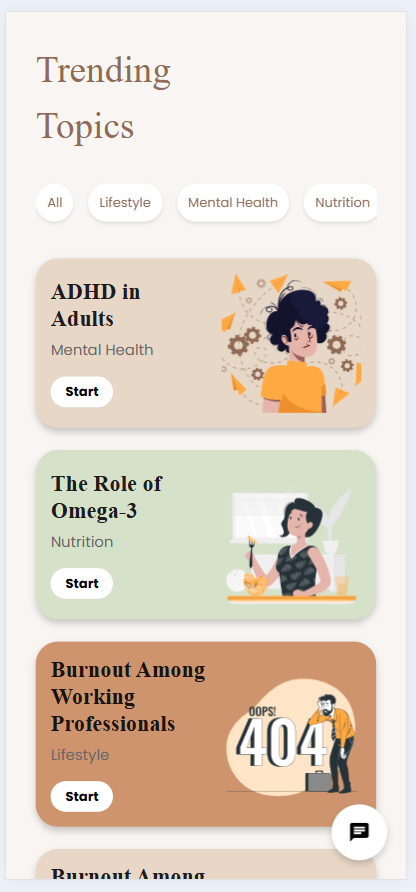 Trending
Topics
All
Lifestyle
Mental Health
Nutrition
ADHD in
Adults
Mental Health
Start
The Role of
Omega-3
Nutrition
Start
Burnout Among
Working
Professionals
Lifestyle
Start
OOPS!
404
Burnout Among